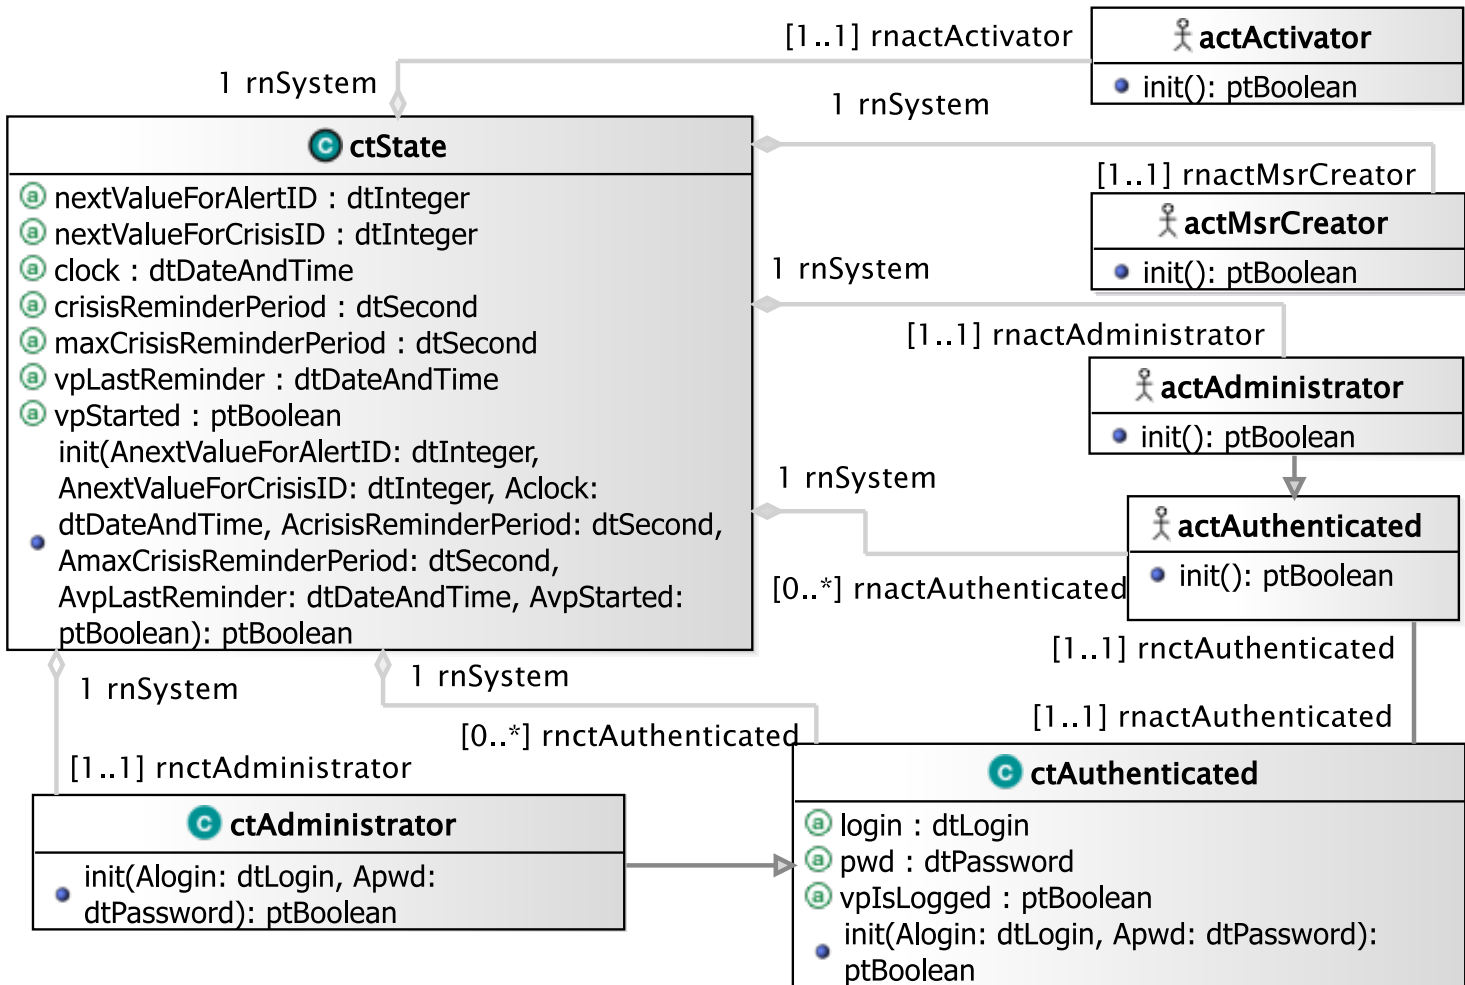 [1..1] rnactActivator
actActivator
init(): ptBoolean
1 rnSystem
1 rnSystem
ctState
nextValueForAlertID : dtInteger
nextValueForCrisisID : dtInteger
clock : dtDateAndTime
crisisReminderPeriod : dtSecond
maxCrisisReminderPeriod : dtSecond
vpLastReminder : dtDateAndTime
vpStarted : ptBoolean
init(AnextValueForAlertID: dtInteger,
AnextValueForCrisisID: dtInteger, Aclock:
dtDateAndTime, AcrisisReminderPeriod: dtSecond,
AmaxCrisisReminderPeriod: dtSecond,
AvpLastReminder: dtDateAndTime, AvpStarted:
ptBoolean): ptBoolean
[1..1] rnactMsrCreator
actMsrCreator
init(): ptBoolean
1 rnSystem
[1..1] rnactAdministrator
actAdministrator
init(): ptBoolean
1 rnSystem
actAuthenticated
init(): ptBoolean
[0..*] rnactAuthenticated
[1..1] rnctAuthenticated
1 rnSystem
1 rnSystem
[1..1] rnactAuthenticated
[0..*] rnctAuthenticated
[1..1] rnctAdministrator
ctAdministrator
init(Alogin: dtLogin, Apwd:
dtPassword): ptBoolean
ctAuthenticated
login : dtLogin
pwd : dtPassword
vpIsLogged : ptBoolean
init(Alogin: dtLogin, Apwd: dtPassword):
ptBoolean